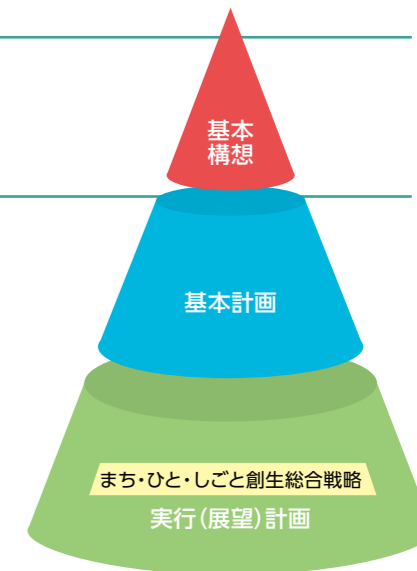 基本
構想
基本計画
まち・ひと・しごと創生総合戦略
実行(展望)計画